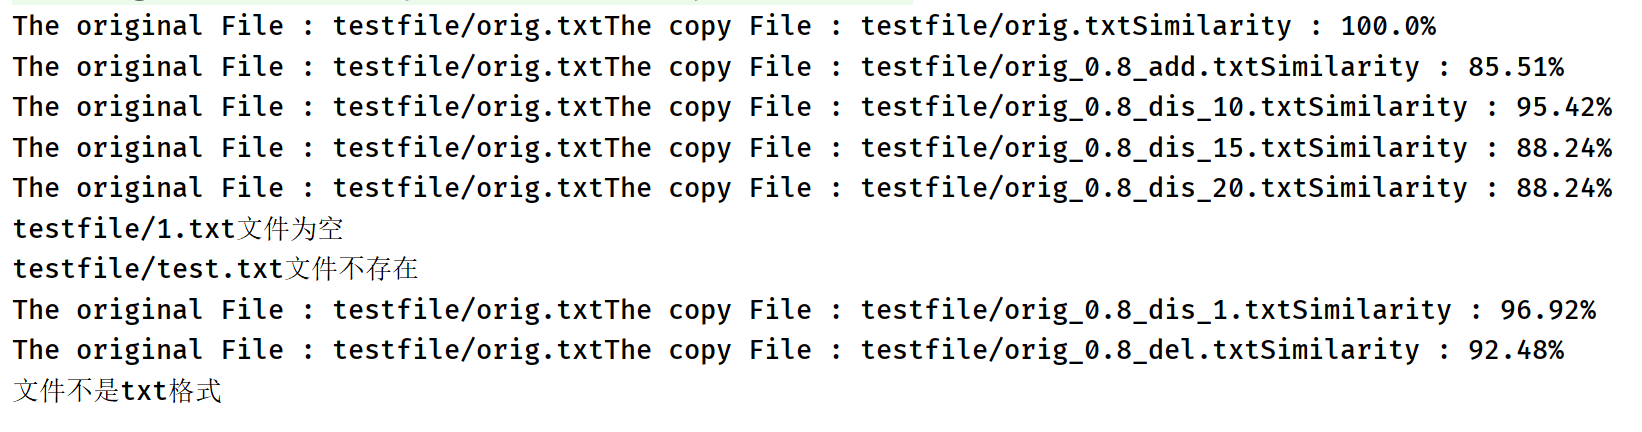 The original File : testfile/orig.txtThe copy File : testfile/orig.txtSimilarity : 100.0%
The original File : testfile/orig.txtThe copy File : testfile/orig_0.8_add.txtSimilarity : 85.51%
The original File : testfile/orig.txtThe copy File : testfile/orig_0.8_dis_10.txtSimilarity : 95.42%
The original File : testfile/orig.txtThe copy File : testfile/orig_0.8_dis_15.txtSimilarity : 88.24%
The original File : testfile/orig.txtThe copy File : testfile/orig_0.8_dis_20.txtSimilarity : 88.24%
testfile/1.txt文件为空
testfile/test.txt文件不存在
The original File : testfile/orig.txtThe copy File : testfile/orig_0.8_dis_1.txtSimilarity : 96.92%
The original File : testfile/orig.txtThe copy File : testfile/orig_0.8_del.txtSimilarity : 92.48%
文件不是txt格式